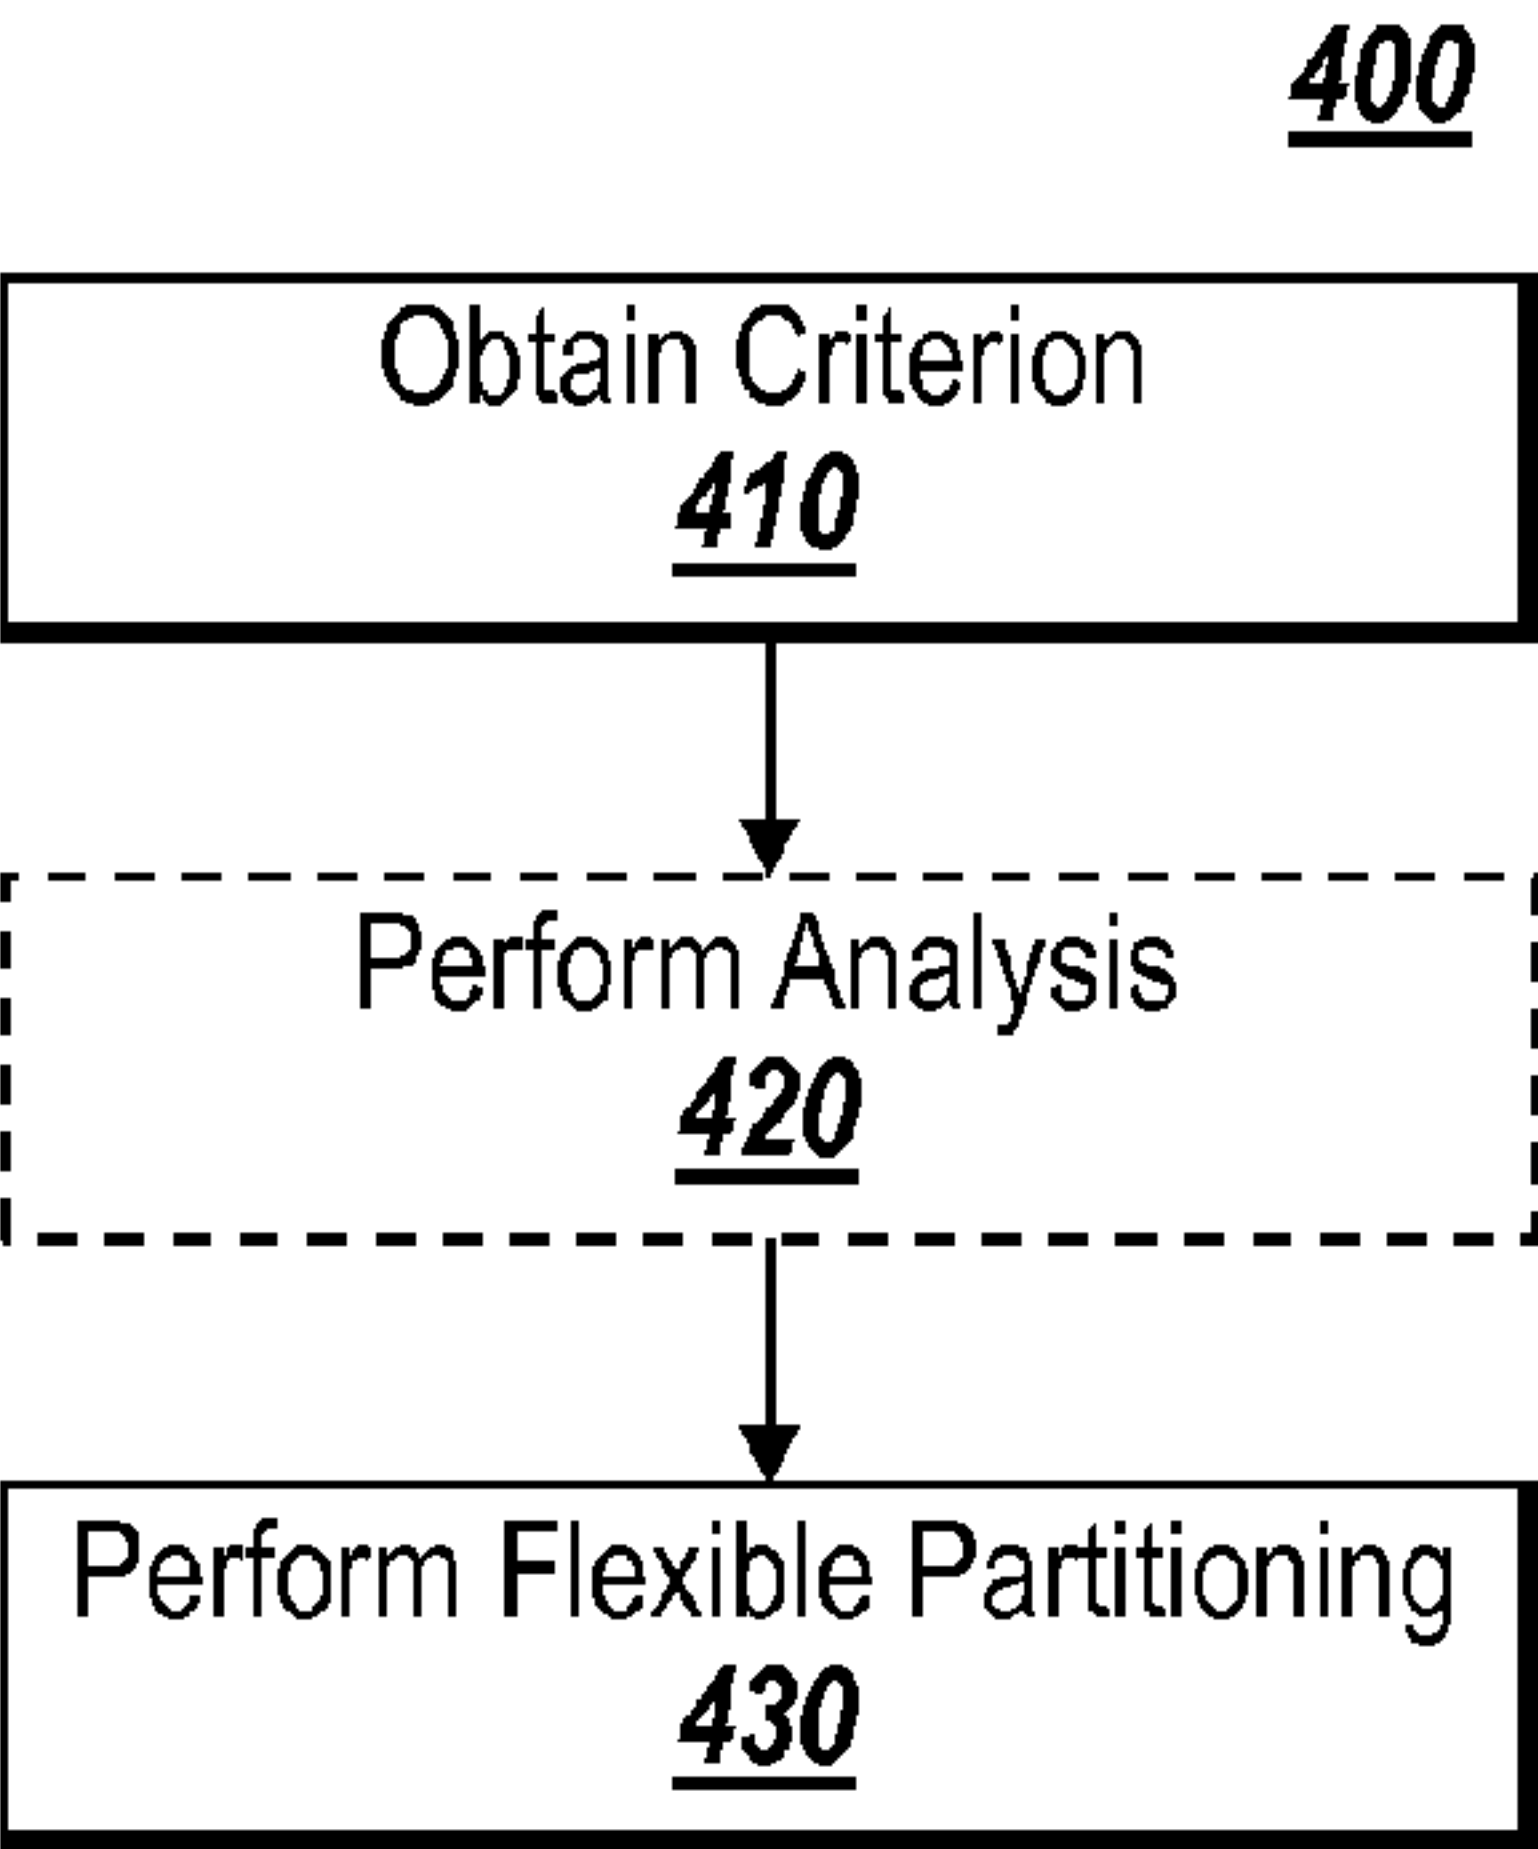 400
Obtain Criterion
410
Perform Analysis
420
Perform Flexible Partitioning
430